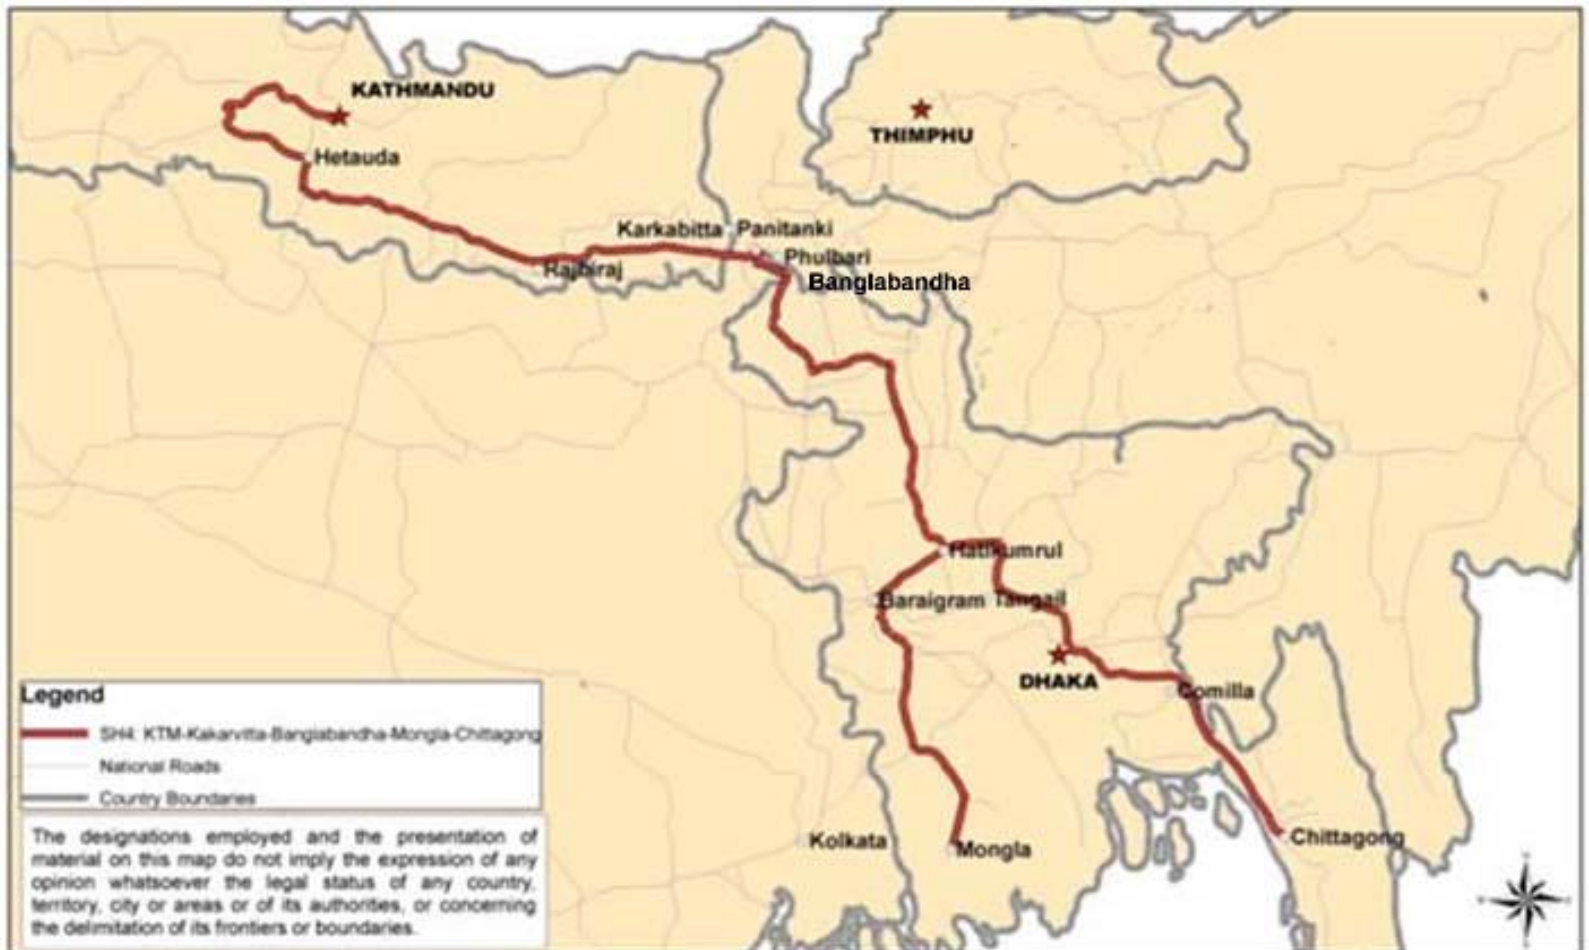 KATHMANDU
THIMPHU
Hetauda
Karkabitta Panitanki
Phulbari
Rajbiraj
Banglabandha
Hatikumrul
Baraigram Tangail
DHAKA
Comilla
Legend
SH4: KTM-Kakarvitta-Banglabandha-Mongla-Chittagong
National Roads
Country Boundaries
The designations employed and the presentation of
material on this map do not imply the expression of any
opinion whatsoever the legal status of any country,
territory, city or areas or of its authorities, or concerning
the delimitation of its frontiers or boundaries.
Kolkata
Mongla
Chittagong